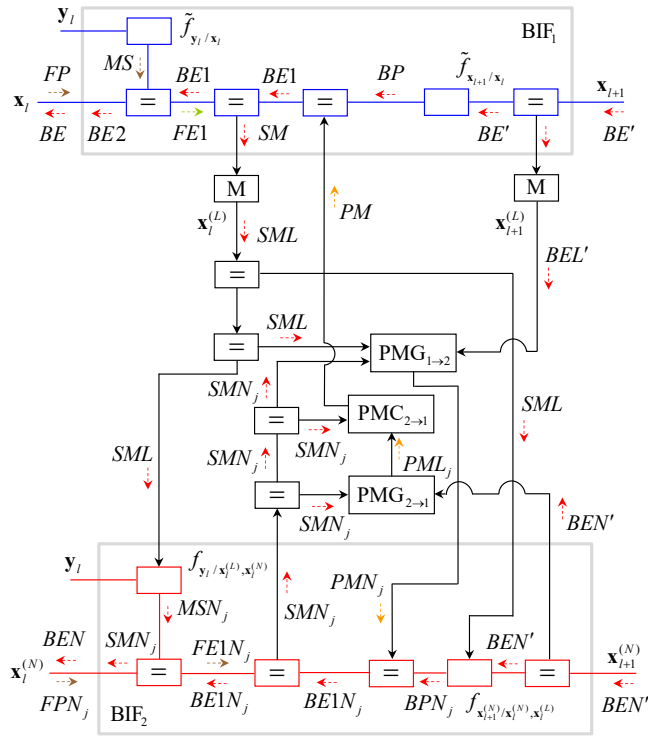 y_l
f̃_{y_l/x_l}
BIF_1
FP
MS
BE1
BE1
BP
f̃_{x_{l+1}/x_l}
x_{l+1}
x_l
=
=
=
=
BE
BE2
FE1
SM
BE'
BE'
M
PM
M
x_l^{(L)}
SML
x_{l+1}^{(L)}
BEL'
=
=
SML
PMG_{1→2}
SMN_j
=
PMC_{2→1}
SML
SMN_j
SML
SMN_j
PML_j
=
PMG_{2→1}
SMN_j
BEN'
y_l
f_{y_l/x_l^{(L)},x_l^{(N)}}
MSN_j
SMN_j
PMN_j
BEN
SMN_j
FE1N_j
BEN'
x_{l+1}^{(N)}
x_l^{(N)}
=
=
=
=
FPN_j
BE1N_j
BE1N_j
BPN_j
f_{x_{l+1}^{(N)}/x_l^{(N)},x_l^{(L)}}
BEN'
BIF_2